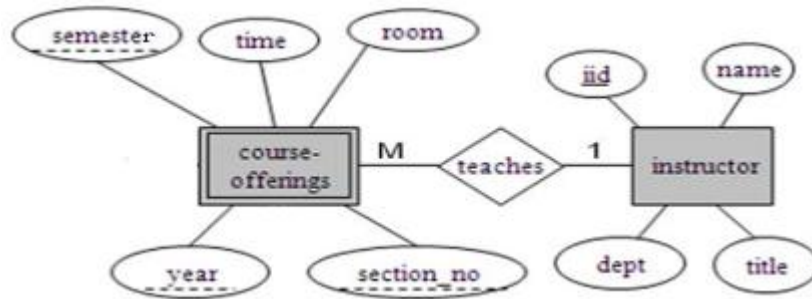 semester
time
room
iid
name
course-
offerings
M
teaches
1
instructor
year
section_no
dept
title